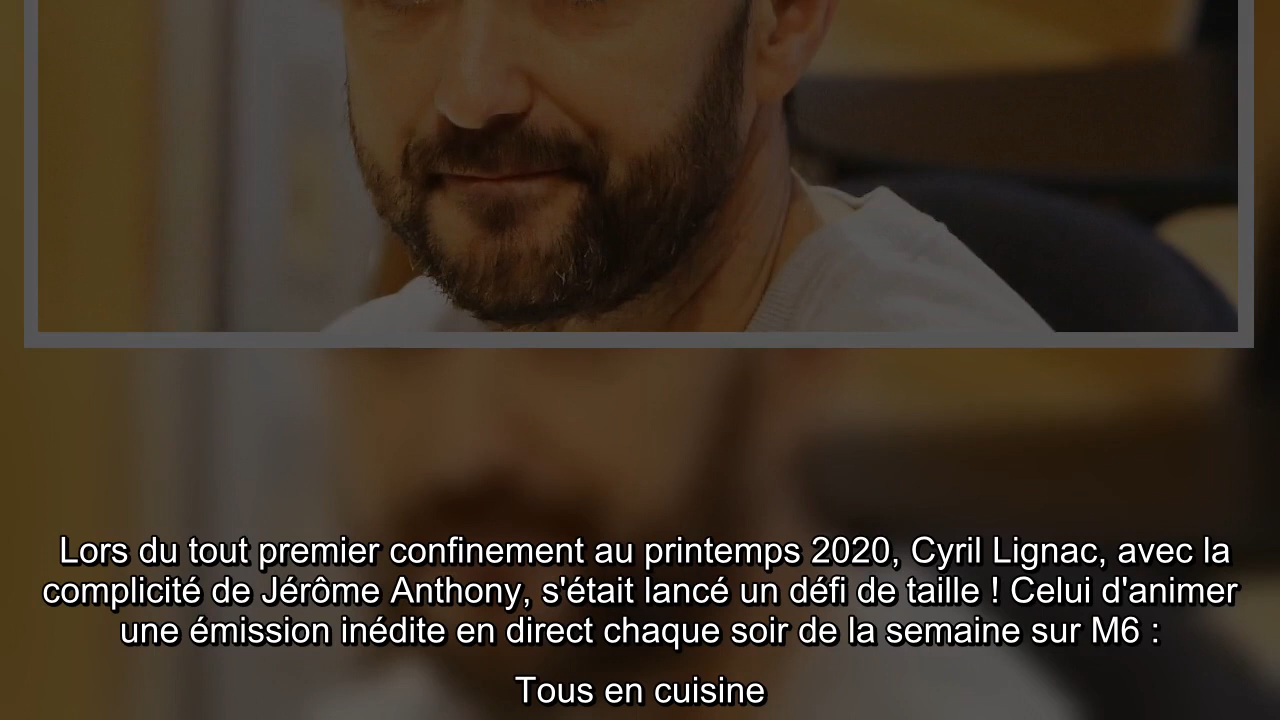 Lors du tout premier confinement au printemps 2020, Cyril Lignac, avec la
complicité de Jérôme Anthony, s'était lancé un défi de taille ! Celui d'animer
une émission inédite en direct chaque soir de la semaine sur M6 :
Tous en cuisine